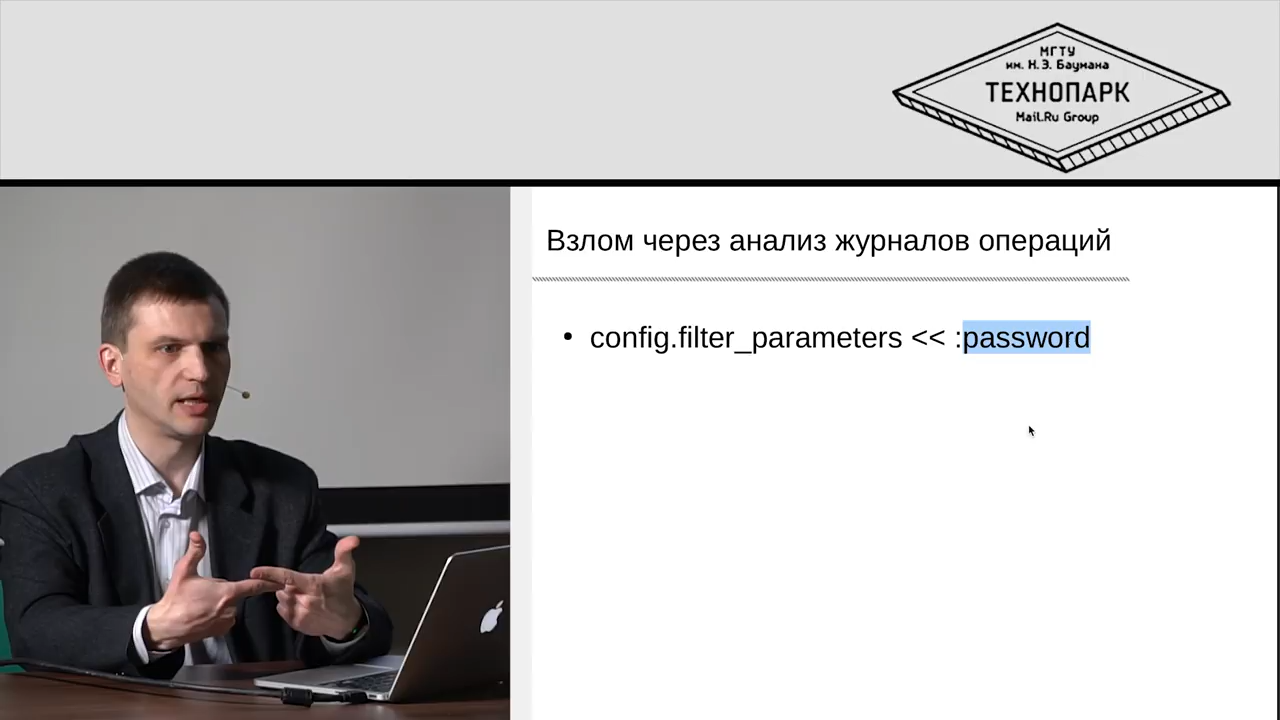 МГТУ
им. Н.Э. Баумана
ТЕХНОПАРК
Mail.Ru Group
Взлом через анализ журналов операций
• config.filter_parameters << :password